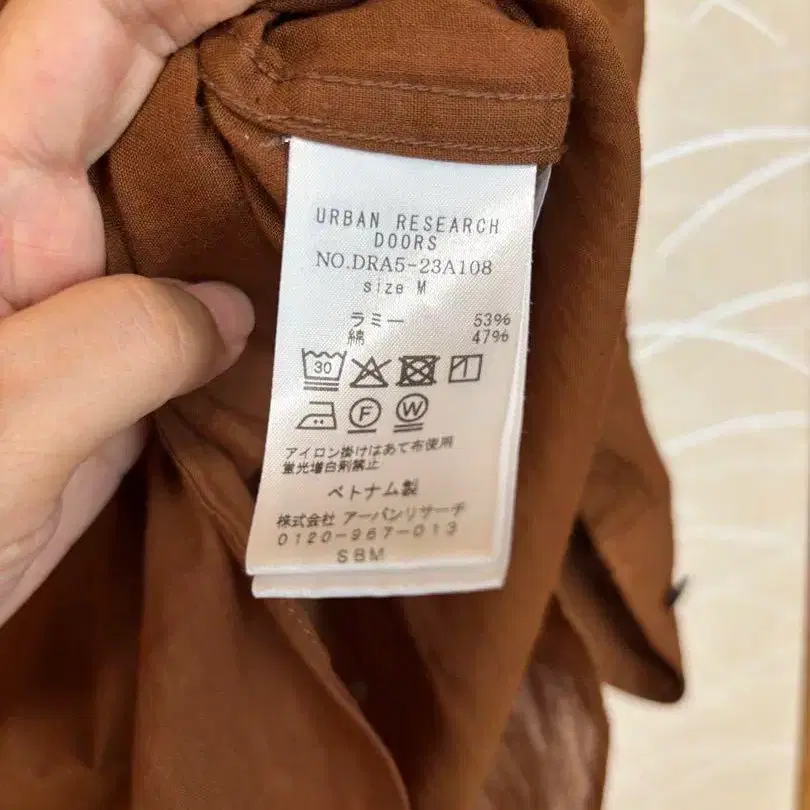 URBAN RESEARCH
DOORS
NO.DRA5-23A108
size M
ラミー 53%
綿 47%
30
F W
アイロン掛けはあて布使用
蛍光増白剤禁止
ベトナム製
株式会社 アーバンリサーチ
0120-967-013
SBM